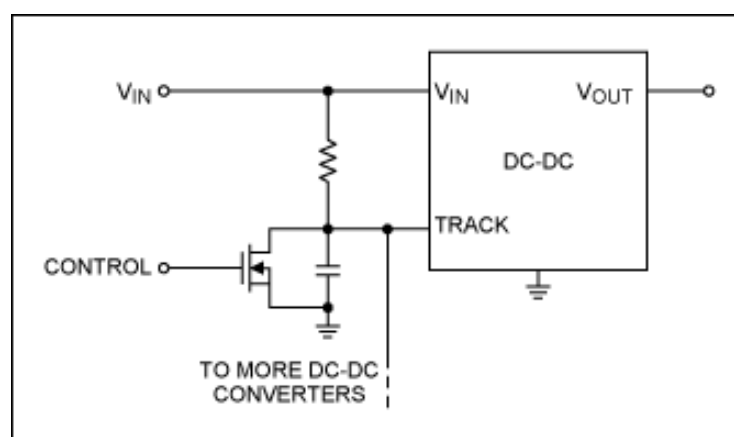 VIN
VIN
VOUT
DC-DC
TRACK
CONTROL
TO MORE DC-DC
CONVERTERS